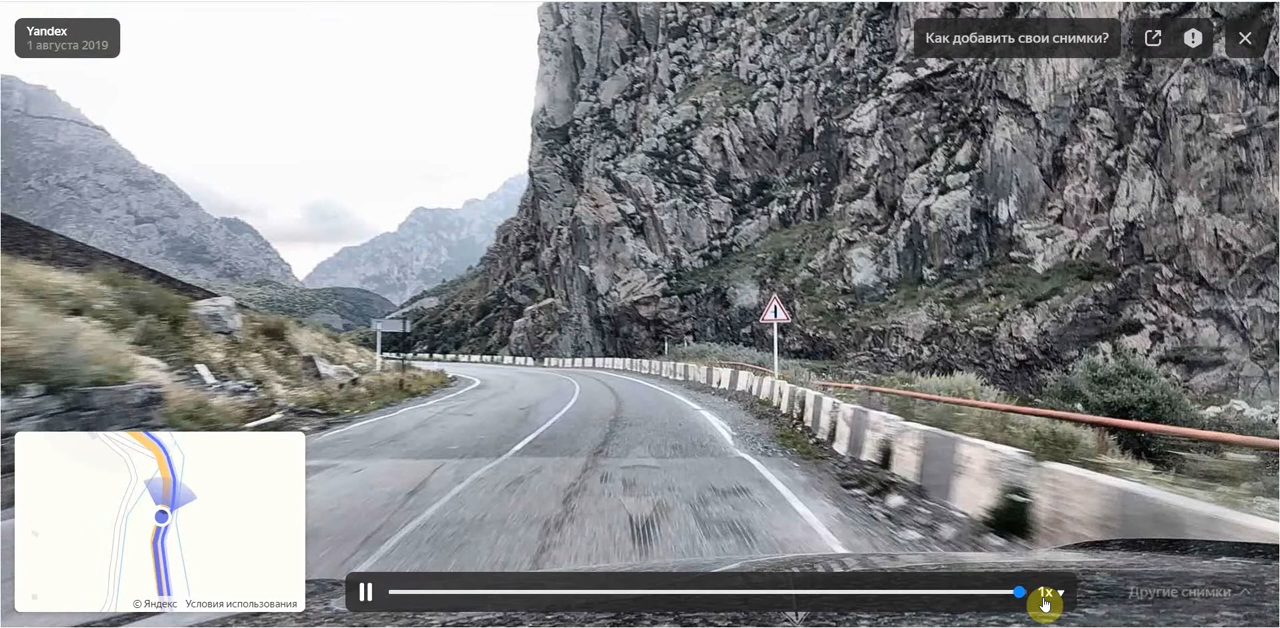 Yandex
1 августа 2019
Как добавить свои снимки?
© Яндекс Условия использования
1x
Другие снимки